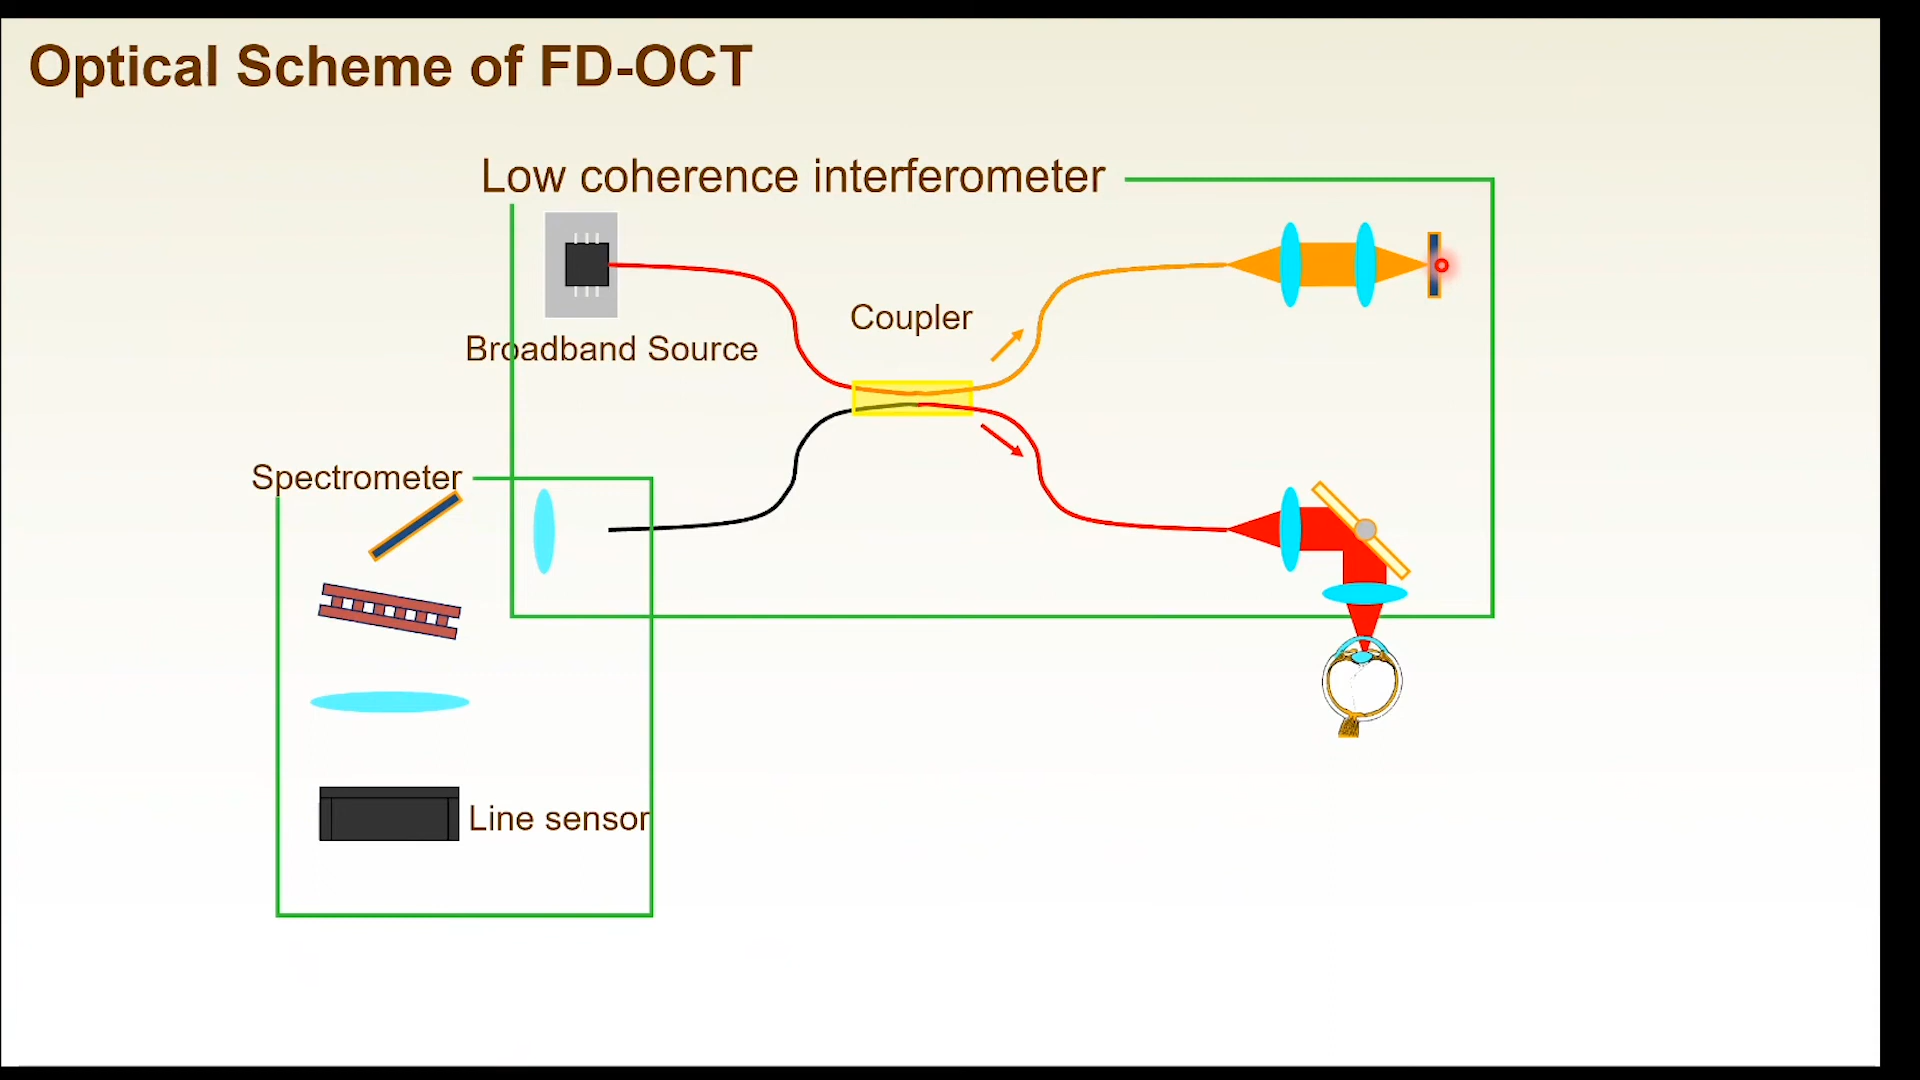 Optical Scheme of FD-OCT
Low coherence interferometer
Coupler
Broadband Source
Spectrometer
Line sensor